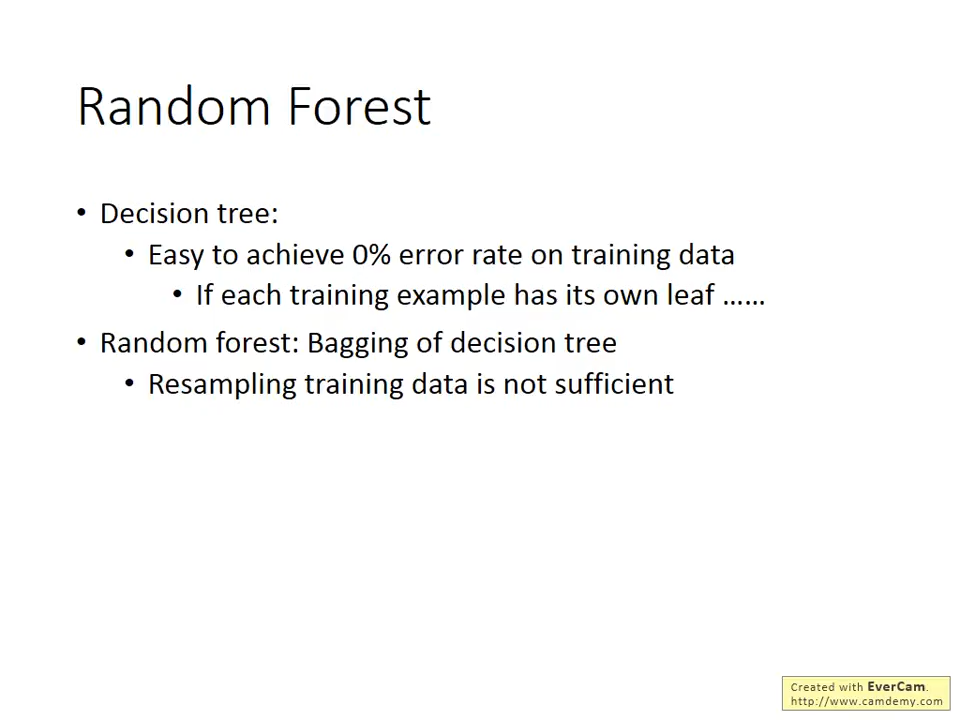 Random Forest
• Decision tree:
• Easy to achieve 0% error rate on training data
• If each training example has its own leaf ……
• Random forest: Bagging of decision tree
• Resampling training data is not sufficient
Created with EverCam.
http://www.camdemy.com